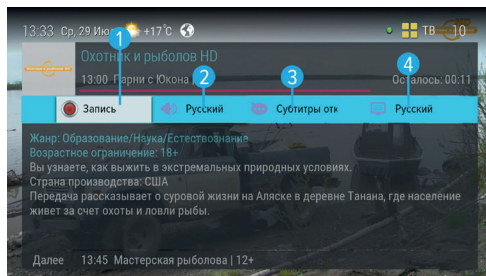 13:33 Ср, 29 +17°C ТВ 10
Охотник и рыболов HD
13:00 Парни с Юкона Осталось: 00:11
1 2 3 4
Запись Русский Субтитры отк Русский
Жанр: Образование/Наука/Естествознание
Возрастное ограничение: 18+
Вы узнаете, как выжить в экстремальных природных условиях.
Страна производства: США
Передача рассказывает о суровой жизни на Аляске в деревне Танана, где население
живет за счет охоты и ловли рыбы.
Далее 13:45 Мастерская рыболова | 12+